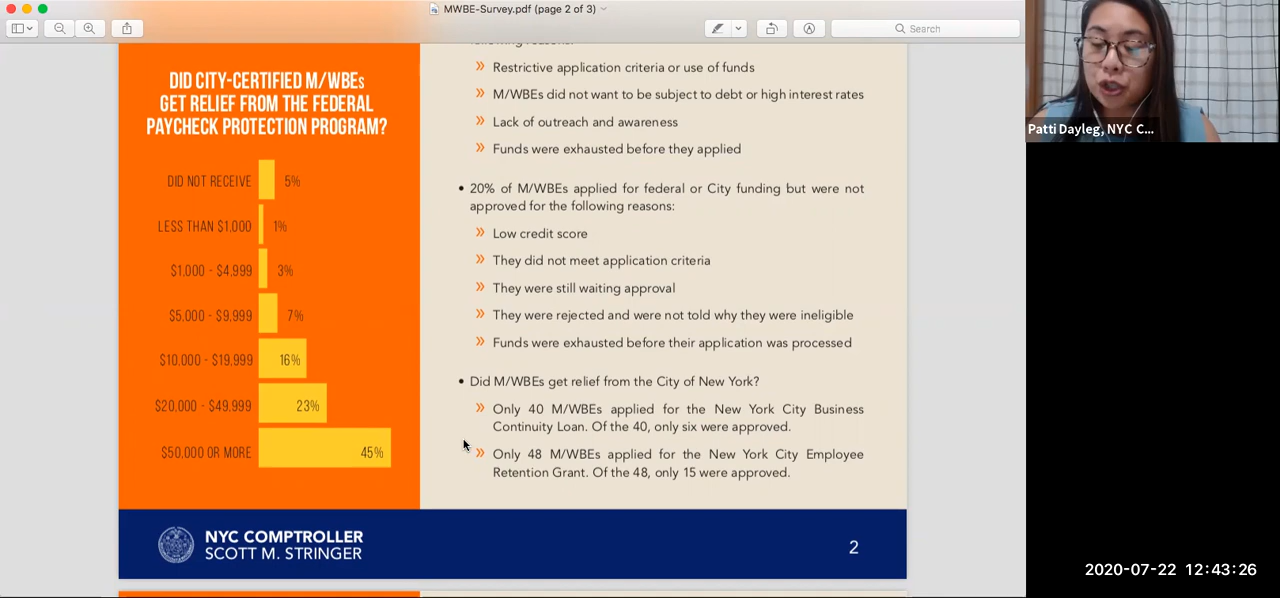 MWBE-Survey.pdf (page 2 of 3)
Search
DID CITY-CERTIFIED M/WBEs
GET RELIEF FROM THE FEDERAL
PAYCHECK PROTECTION PROGRAM?
DID NOT RECEIVE 5%
LESS THAN $1,000 1%
$1,000 - $4,999 3%
$5,000 - $9,999 7%
$10,000 - $19,999 16%
$20,000 - $49,999 23%
$50,000 OR MORE 45%
following reasons:
» Restrictive application criteria or use of funds
» M/WBEs did not want to be subject to debt or high interest rates
» Lack of outreach and awareness
» Funds were exhausted before they applied
• 20% of M/WBEs applied for federal or City funding but were not
approved for the following reasons:
» Low credit score
» They did not meet application criteria
» They were still waiting approval
» They were rejected and were not told why they were ineligible
» Funds were exhausted before their application was processed
• Did M/WBEs get relief from the City of New York?
» Only 40 M/WBEs applied for the New York City Business
Continuity Loan. Of the 40, only six were approved.
» Only 48 M/WBEs applied for the New York City Employee
Retention Grant. Of the 48, only 15 were approved.
NYC COMPTROLLER
SCOTT M. STRINGER
2
Patti Dayleg, NYC C...
2020-07-22 12:43:26